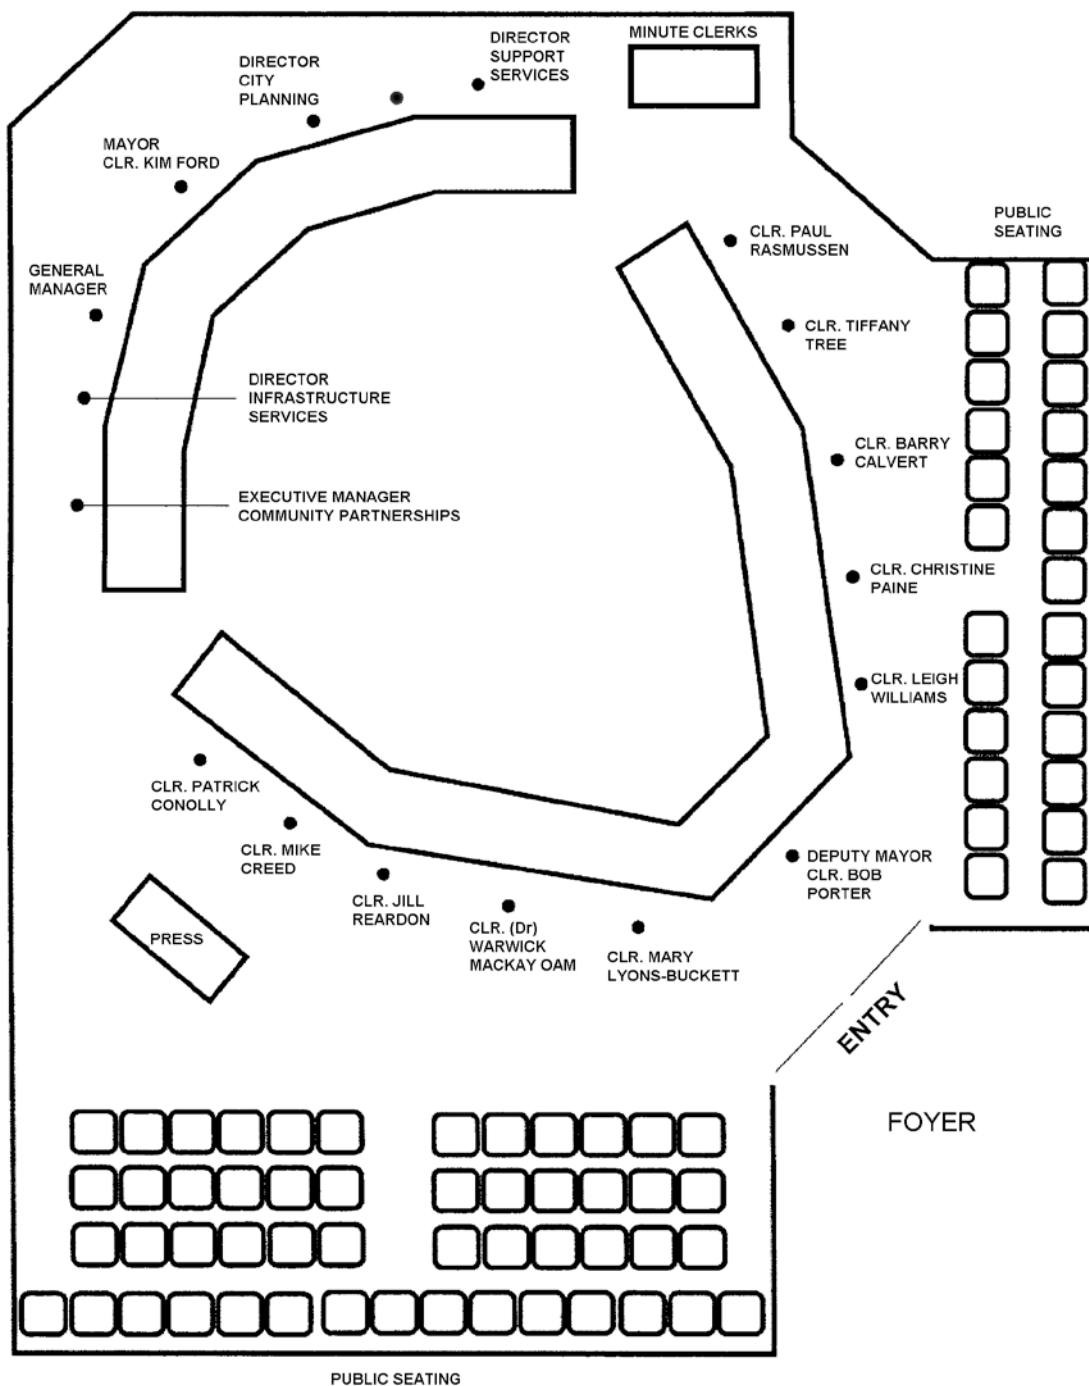 MINUTE CLERKS
DIRECTOR
SUPPORT
SERVICES
DIRECTOR
CITY
PLANNING
MAYOR
CLR. KIM FORD
GENERAL
MANAGER
DIRECTOR
INFRASTRUCTURE
SERVICES
EXECUTIVE MANAGER
COMMUNITY PARTNERSHIPS
CLR. PAUL
RASMUSSEN
PUBLIC
SEATING
CLR. TIFFANY
TREE
CLR. BARRY
CALVERT
CLR. CHRISTINE
PAINE
CLR. LEIGH
WILLIAMS
DEPUTY MAYOR
CLR. BOB
PORTER
CLR. PATRICK
CONOLLY
CLR. MIKE
CREED
CLR. JILL
REARDON
CLR. (Dr)
WARWICK
MACKAY OAM
CLR. MARY
LYONS-BUCKETT
PRESS
ENTRY
FOYER
PUBLIC SEATING